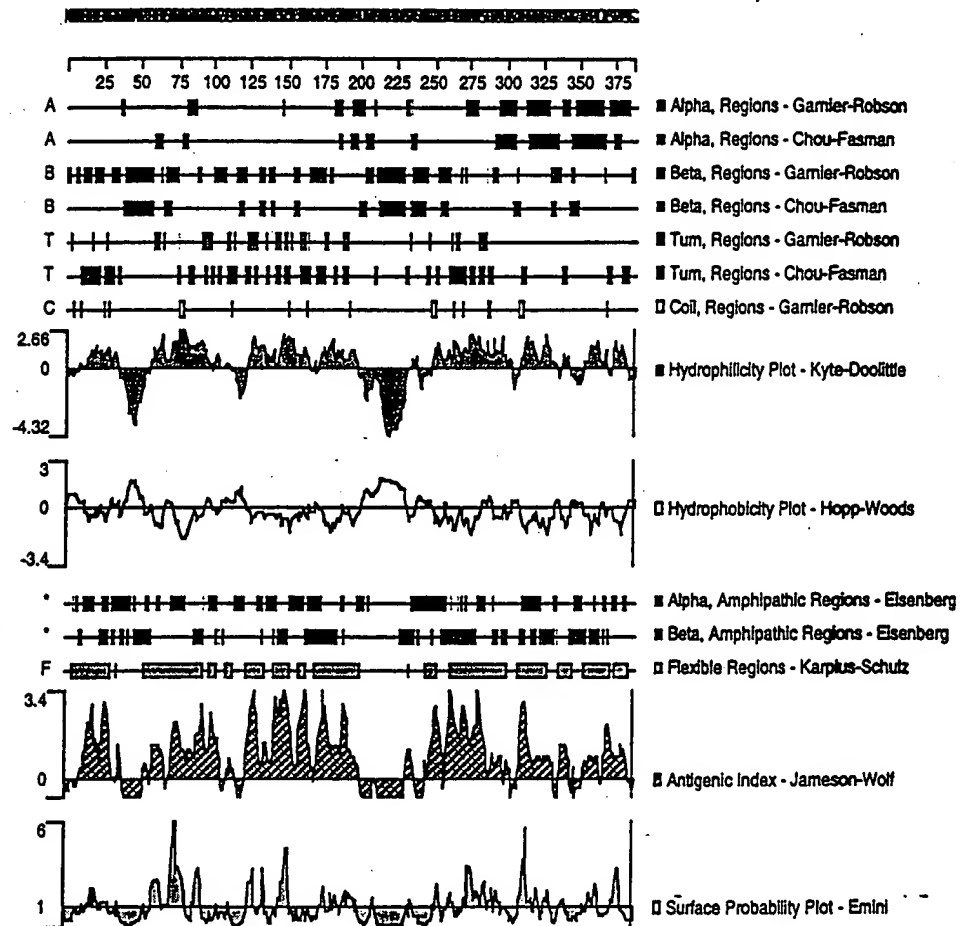 25 50 75 100 125 150 175 200 225 250 275 300 325 350 375
A Alpha, Regions - Garnier-Robson
A Alpha, Regions - Chou-Fasman
B Beta, Regions - Garnier-Robson
B Beta, Regions - Chou-Fasman
T Turn, Regions - Garnier-Robson
T Turn, Regions - Chou-Fasman
C Coil, Regions - Garnier-Robson
2.66
0 Hydrophilicity Plot - Kyte-Doolittle
-4.32
3
0 Hydrophobicity Plot - Hopp-Woods
-3.4
* Alpha, Amphipathic Regions - Eisenberg
* Beta, Amphipathic Regions - Eisenberg
F Flexible Regions - Karplus-Schulz
3.4
0 Antigenic Index - Jameson-Wolf
6
1 Surface Probability Plot - Emini